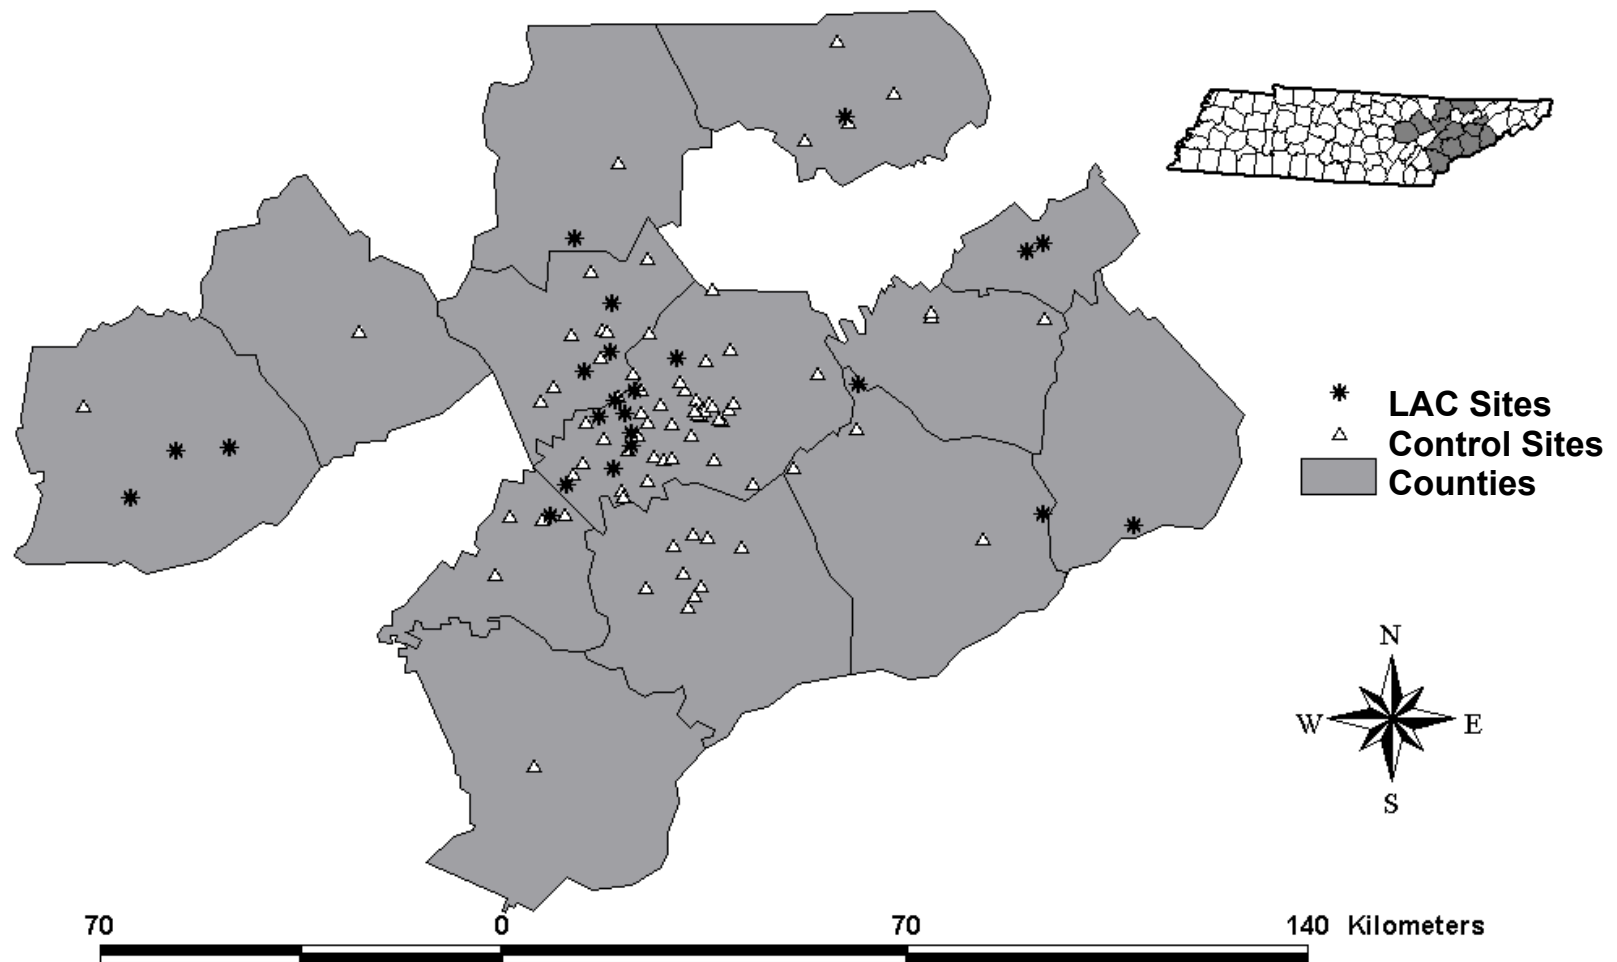 LAC Sites
Control Sites
Counties
N
W E
S
70 0 70 140 Kilometers